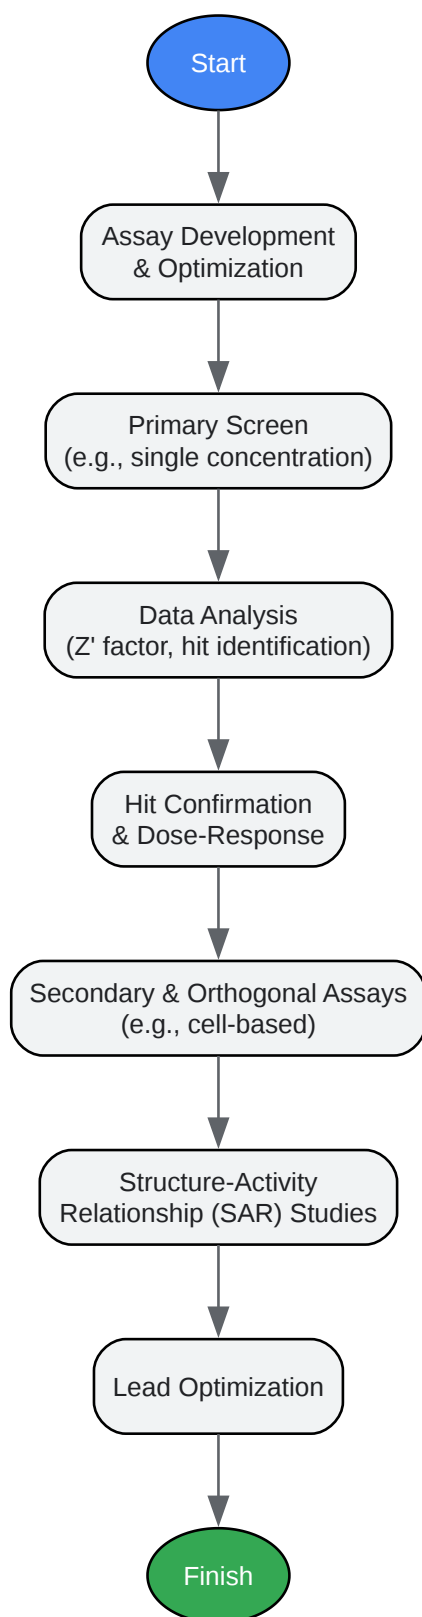 Start
Assay Development
& Optimization
Primary Screen
(e.g., single concentration)
Data Analysis
(Z' factor, hit identification)
Hit Confirmation
& Dose-Response
Secondary & Orthogonal Assays
(e.g., cell-based)
Structure-Activity
Relationship (SAR) Studies
Lead Optimization
Finish